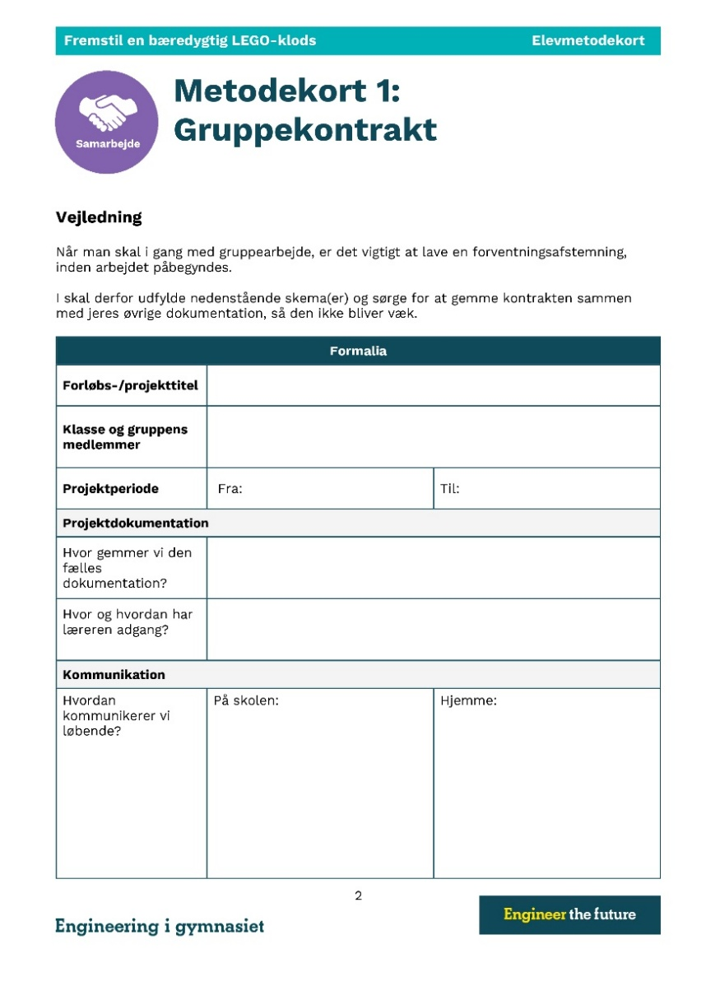 Fremstil en bæredygtig LEGO-klods
Elevmetodekort
Samarbejde
Metodekort 1:
Gruppekontrakt
Vejledning
Når man skal i gang med gruppearbejde, er det vigtigt at lave en forventningsafstemning,
inden arbejdet påbegyndes.
I skal derfor udfylde nedenstående skema(er) og sørge for at gemme kontrakten sammen
med jeres øvrige dokumentation, så den ikke bliver væk.
Formalia
Forløbs-/projekttitel
Klasse og gruppens
medlemmer
Projektperiode
Fra:
Til:
Projektdokumentation
Hvor gemmer vi den
fælles
dokumentation?
Hvor og hvordan har
læreren adgang?
Kommunikation
Hvordan
kommunikerer vi
løbende?
På skolen:
Hjemme:
2
Engineering i gymnasiet
Engineer the future